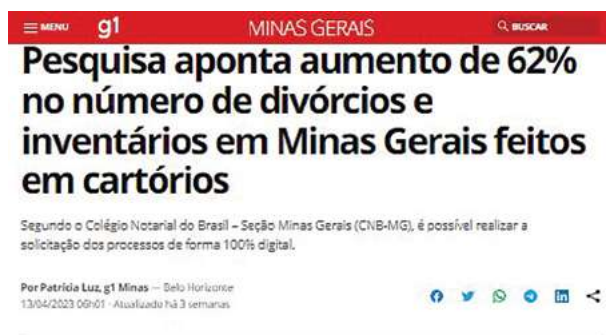 MENU g1 MINAS GERAIS BUSCAR
Pesquisa aponta aumento de 62%
no número de divórcios e
inventários em Minas Gerais feitos
em cartórios
Segundo o Colégio Notarial do Brasil – Seção Minas Gerais (CNB-MG), é possível realizar a
solicitação dos processos de forma 100% digital.
Por Patrícia Luz, g1 Minas — Belo Horizonte
13/04/2023 06h01 · Atualizado há 3 semanas